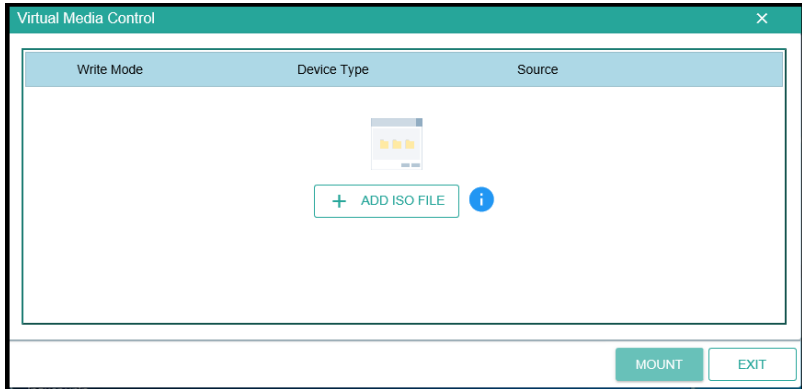 Virtual Media Control
Write Mode Device Type Source
+ ADD ISO FILE i
MOUNT EXIT